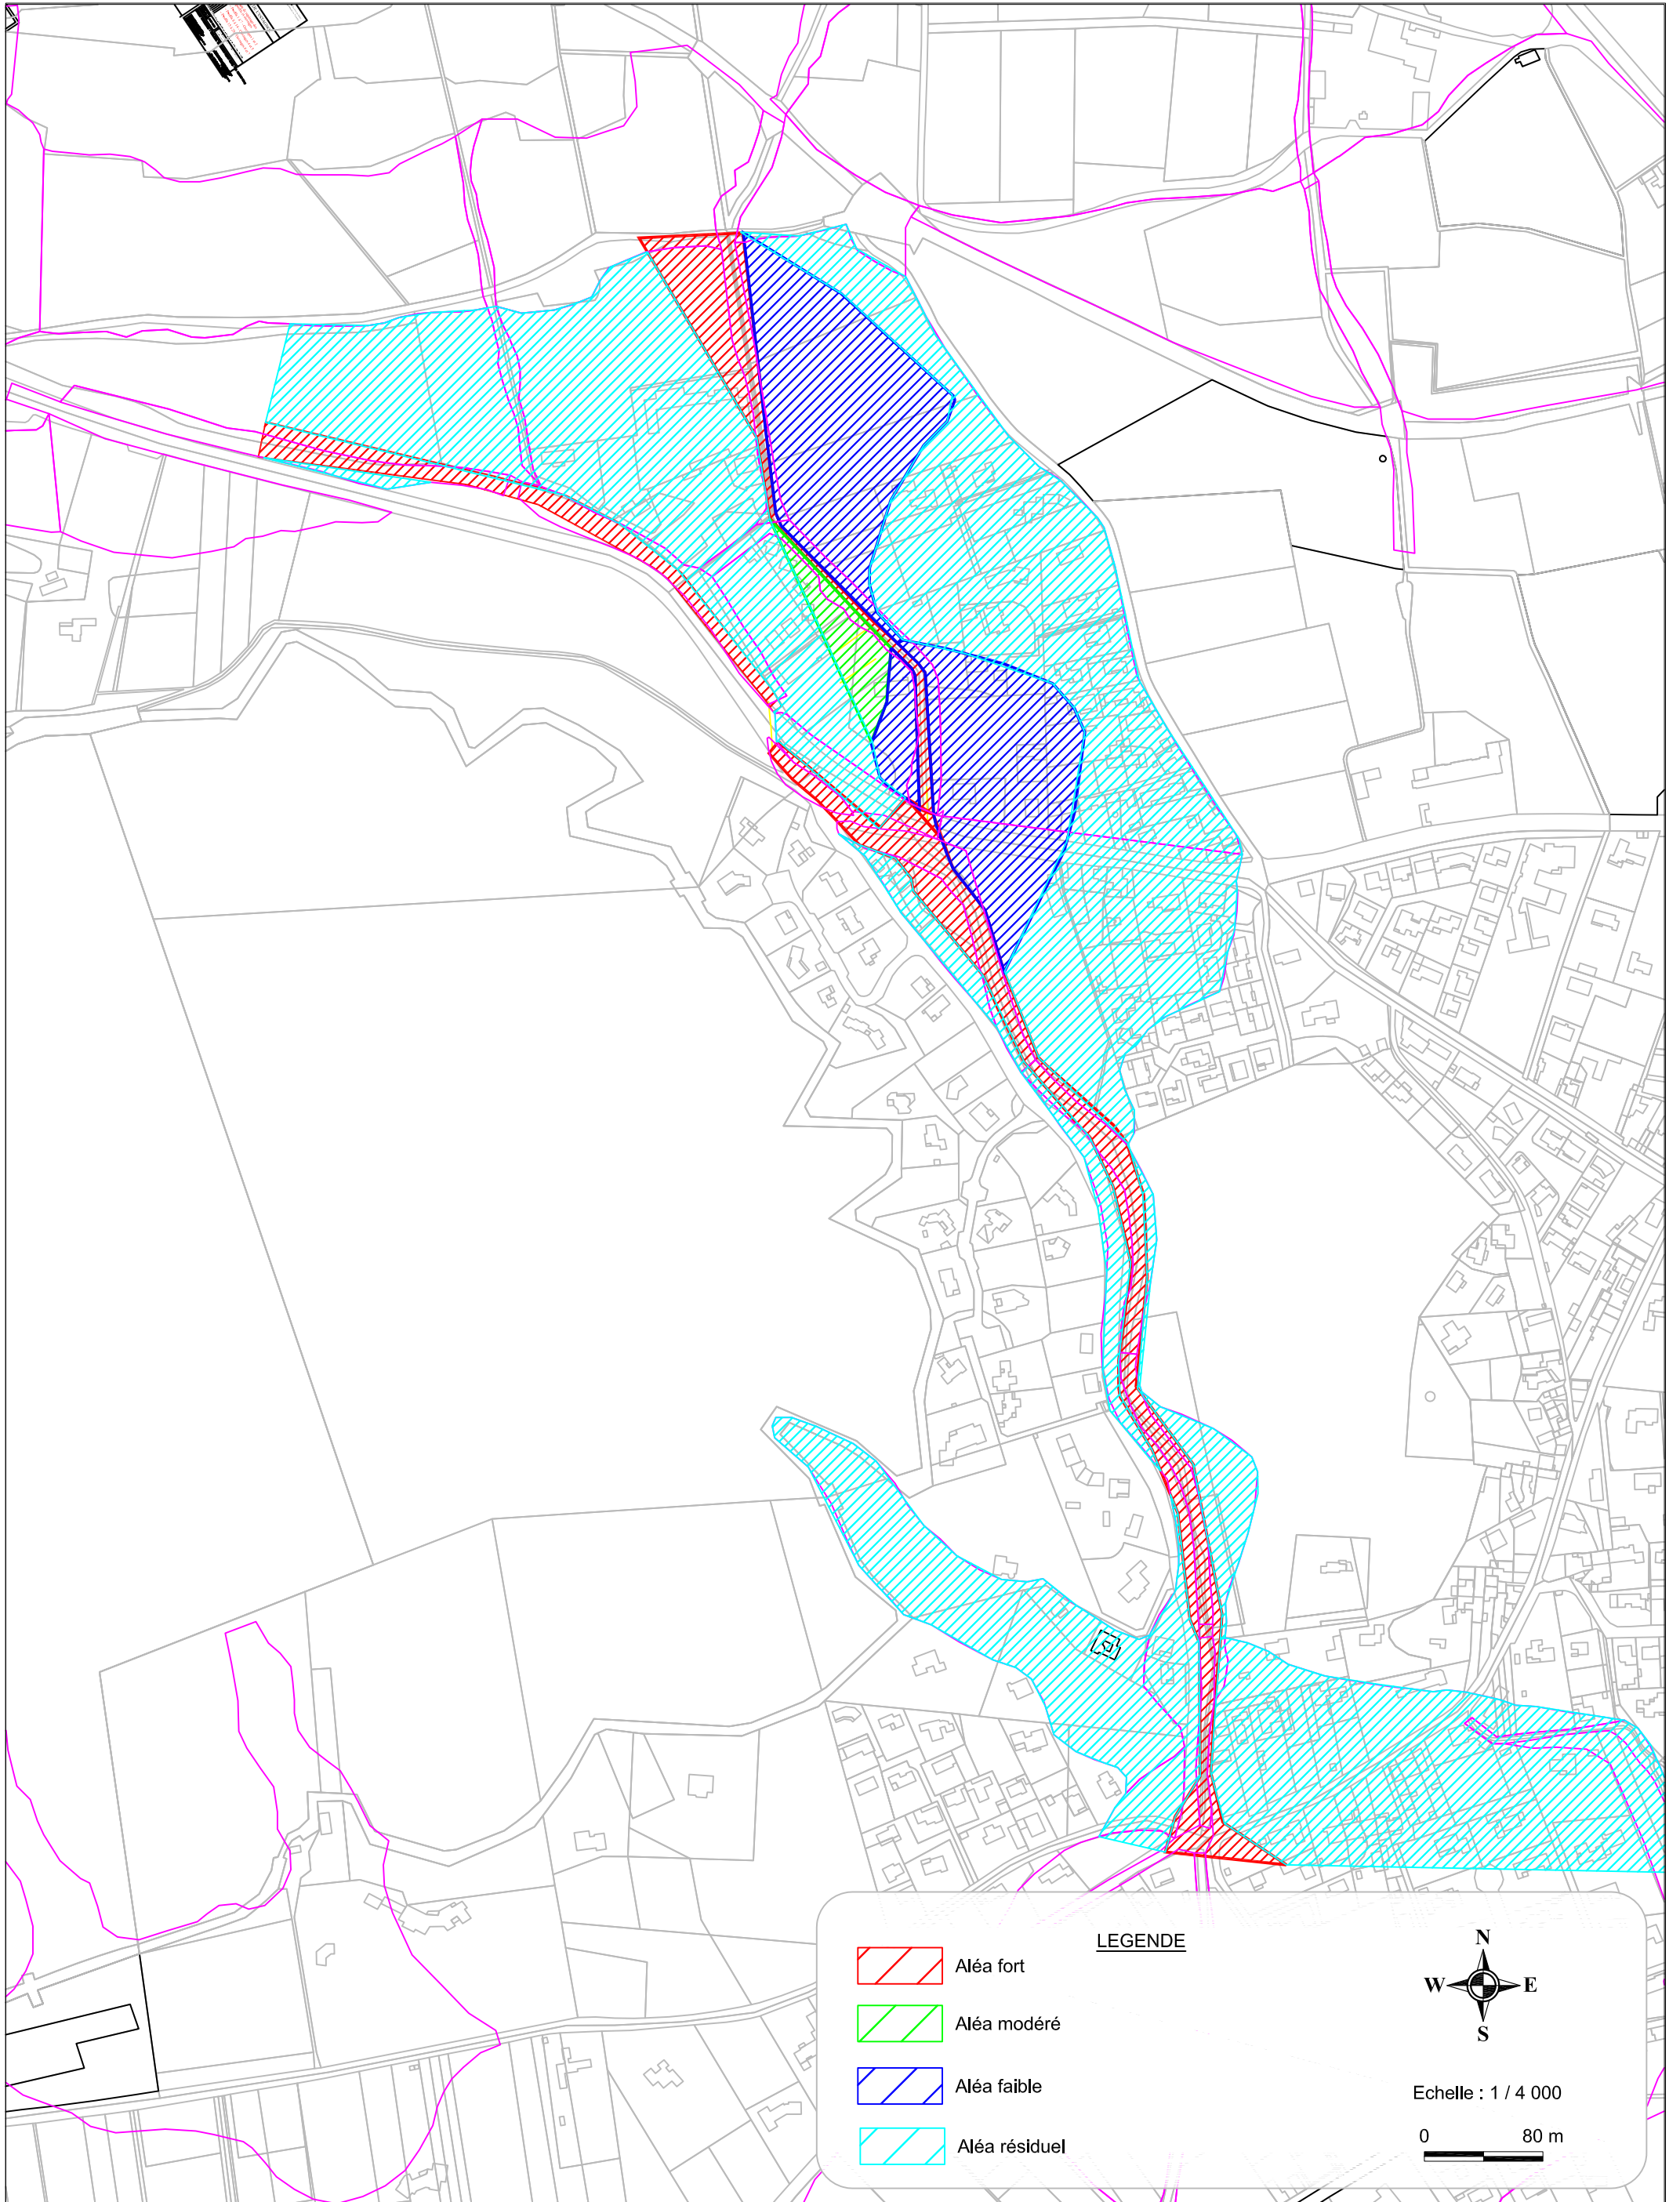 LEGENDE
Aléa fort
Aléa modéré
Aléa faible
Aléa résiduel
N
W E
S
Echelle : 1 / 4 000
0 80 m